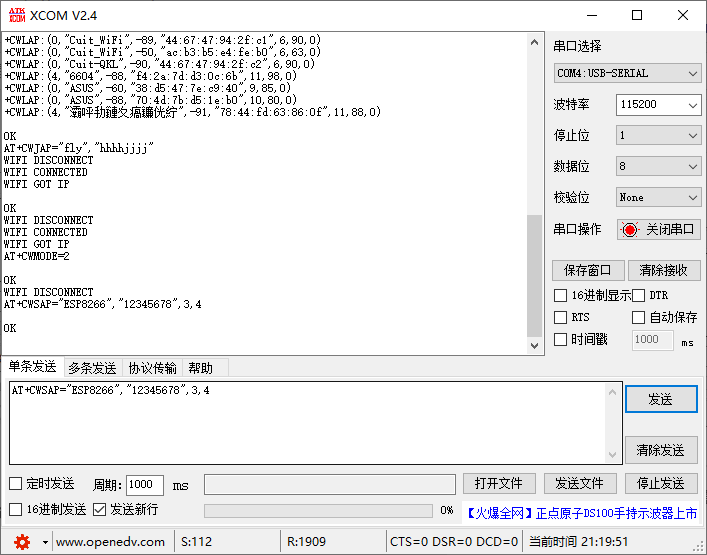 ATK
XCOM
XCOM V2.4
+CWLAP:(0,"Cuit_WiFi",-89,"44:67:47:94:2f:c1",6,90,0)
+CWLAP:(0,"Cuit_WiFi",-50,"ac:b3:b5:e4:fe:b0",6,63,0)
+CWLAP:(0,"Cuit-QKL",-90,"44:67:47:94:2f:c2",6,90,0)
+CWLAP:(4,"6604",-88,"f4:2a:7d:d3:0c:6b",11,98,0)
+CWLAP:(0,"ASUS",-60,"38:d5:47:7e:c9:40",9,85,0)
+CWLAP:(0,"ASUS",-88,"70:4d:7b:d5:1e:b0",10,80,0)
+CWLAP:(4,"",-91,"78:44:fd:63:86:0f",11,88,0)
OK
AT+CWJAP="fly","hhhhjjjj"
WIFI DISCONNECT
WIFI CONNECTED
WIFI GOT IP
OK
WIFI DISCONNECT
WIFI CONNECTED
WIFI GOT IP
AT+CWMODE=2
OK
WIFI DISCONNECT
AT+CWSAP="ESP8266","12345678",3,4
OK
串口选择
COM4:USB-SERIAL
波特率 115200
停止位 1
数据位 8
校验位 None
串口操作 关闭串口
保存窗口 清除接收
16进制显示 DTR
RTS 自动保存
时间戳 1000 ms
单条发送 多条发送 协议传输 帮助
AT+CWSAP="ESP8266","12345678",3,4
发送
清除发送
定时发送 周期: 1000 ms 打开文件 发送文件 停止发送
16进制发送 发送新行 0% 【火爆全网】正点原子DS100手持示波器上市
www.openedv.com S:112 R:1909 CTS=0 DSR=0 DCD=0 当前时间 21:19:51